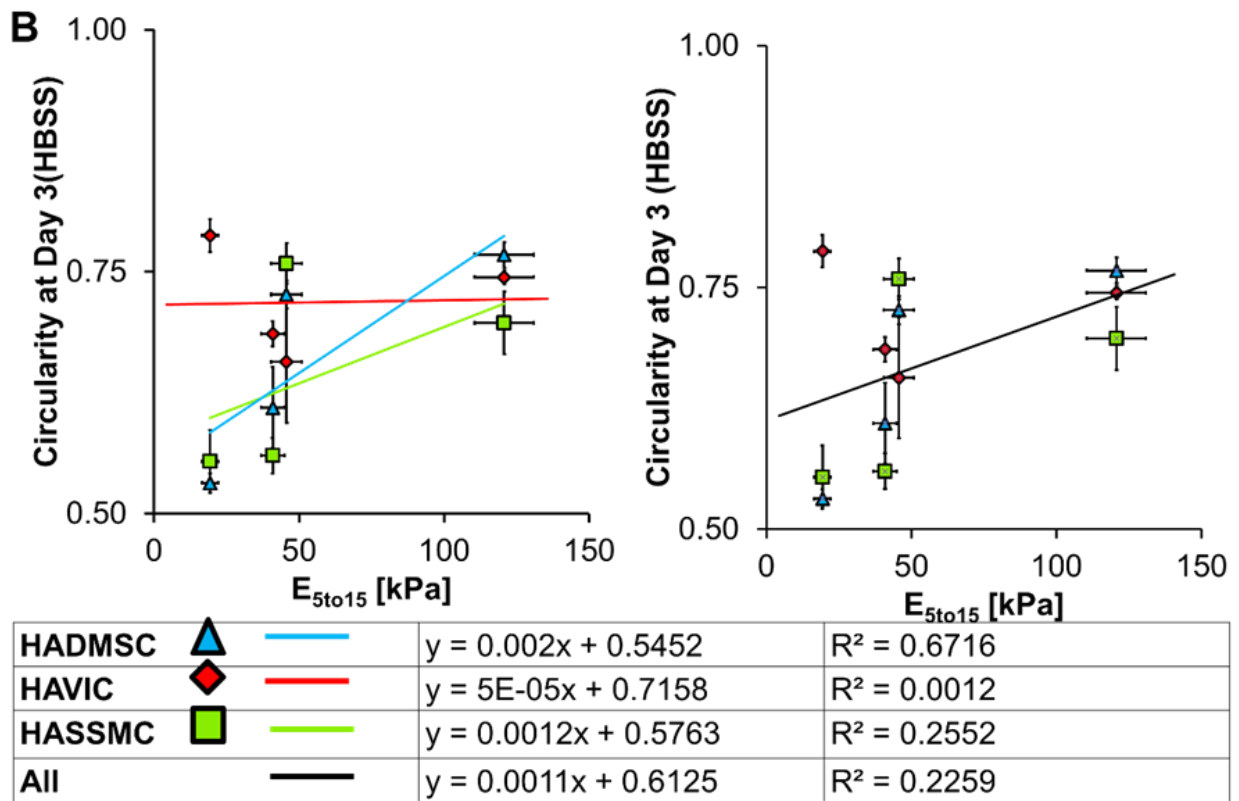 B
Circularity at Day 3(HBSS)
1.00
0.75
0.50
0
50
100
150
E5to15 [kPa]
Circularity at Day 3 (HBSS)
1.00
0.75
0.50
0
50
100
150
E5to15 [kPa]
HADMSC y = 0.002x + 0.5452 R² = 0.6716
HAVIC y = 5E-05x + 0.7158 R² = 0.0012
HASSMC y = 0.0012x + 0.5763 R² = 0.2552
All y = 0.0011x + 0.6125 R² = 0.2259